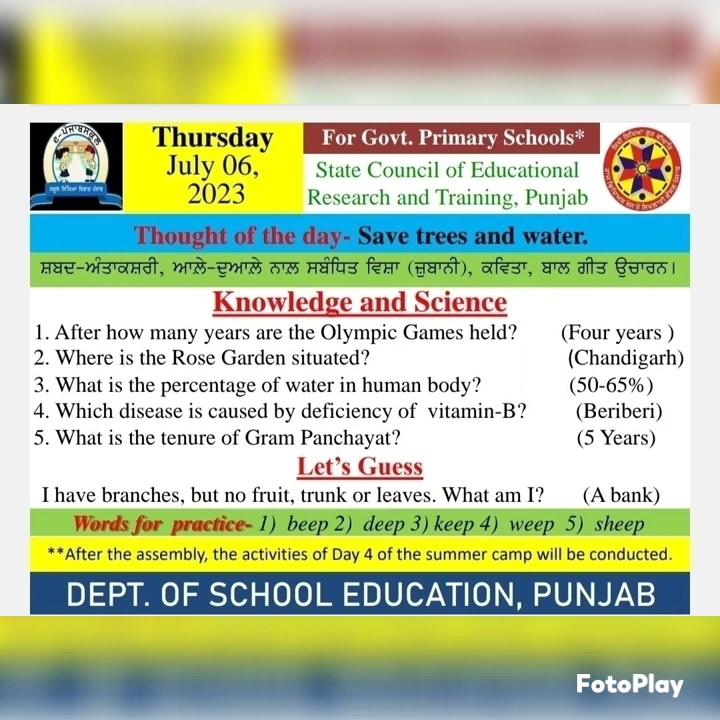 ਈ-ਪੰਜਾਬਸਕੂਲ
ਸਕੂਲ ਸਿੱਖਿਆ ਵਿਭਾਗ ਪੰਜਾਬ
Thursday
July 06,
2023
For Govt. Primary Schools*
State Council of Educational
Research and Training, Punjab
Thought of the day- Save trees and water.
ਸ਼ਬਦ-ਅੰਤਾਕਸ਼ਰੀ, ਆਲ਼ੇ-ਦੁਆਲ਼ੇ ਨਾਲ਼ ਸਬੰਧਿਤ ਵਿਸ਼ਾ (ਜ਼ੁਬਾਨੀ), ਕਵਿਤਾ, ਬਾਲ ਗੀਤ ਉਚਾਰਨ।
Knowledge and Science
1. After how many years are the Olympic Games held? (Four years )
2. Where is the Rose Garden situated? (Chandigarh)
3. What is the percentage of water in human body? (50-65%)
4. Which disease is caused by deficiency of vitamin-B? (Beriberi)
5. What is the tenure of Gram Panchayat? (5 Years)
Let's Guess
I have branches, but no fruit, trunk or leaves. What am I? (A bank)
Words for practice- 1) beep 2) deep 3) keep 4) weep 5) sheep
**After the assembly, the activities of Day 4 of the summer camp will be conducted.
DEPT. OF SCHOOL EDUCATION, PUNJAB
FotoPlay